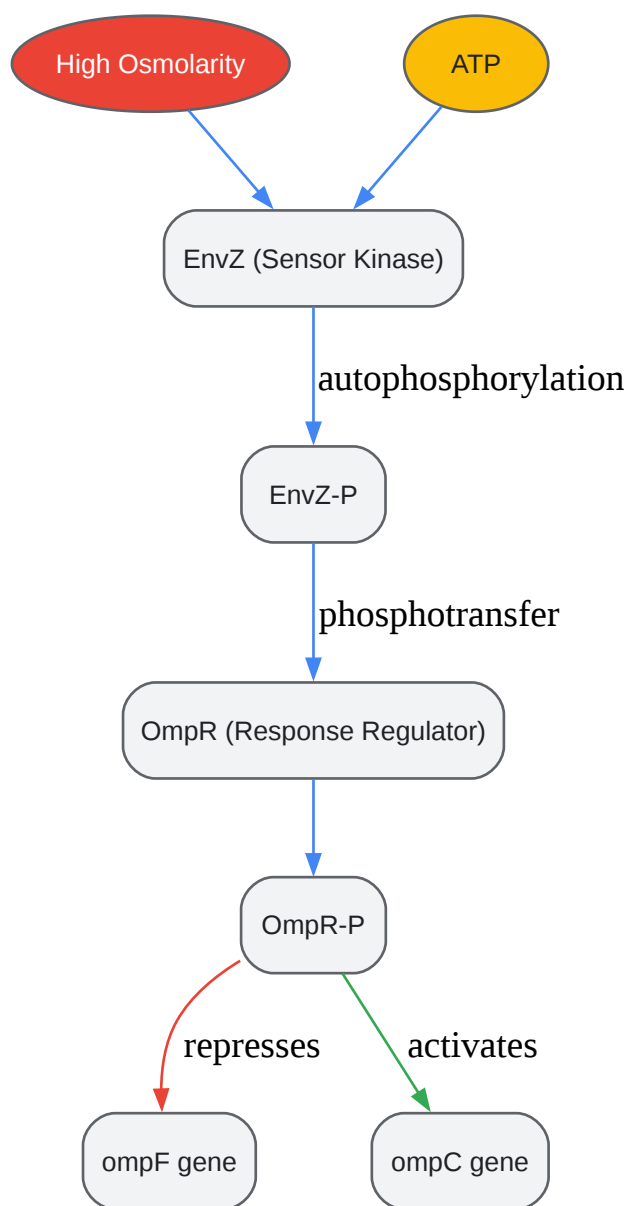 High Osmolarity
ATP
EnvZ (Sensor Kinase)
autophosphorylation
EnvZ-P
phosphotransfer
OmpR (Response Regulator)
OmpR-P
represses
activates
ompF gene
ompC gene